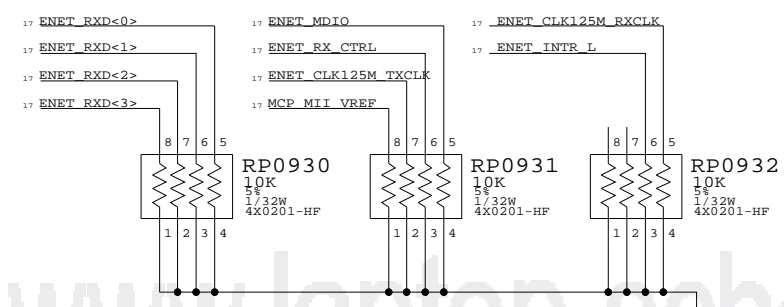 17 ENET_RXD<0>
17 ENET_RXD<1>
17 ENET_RXD<2>
17 ENET_RXD<3>
8 7 6 5
RP0930
10K
5%
1/32W
4X0201-HF
1 2 3 4
17 ENET_MDIO
17 ENET_RX_CTRL
17 ENET_CLK125M_TXCLK
17 MCP_MII_VREF
8 7 6 5
RP0931
10K
5%
1/32W
4X0201-HF
1 2 3 4
17 ENET_CLK125M_RXCLK
17 ENET_INTR_L
8 7 6 5
RP0932
10K
5%
1/32W
4X0201-HF
1 2 3 4